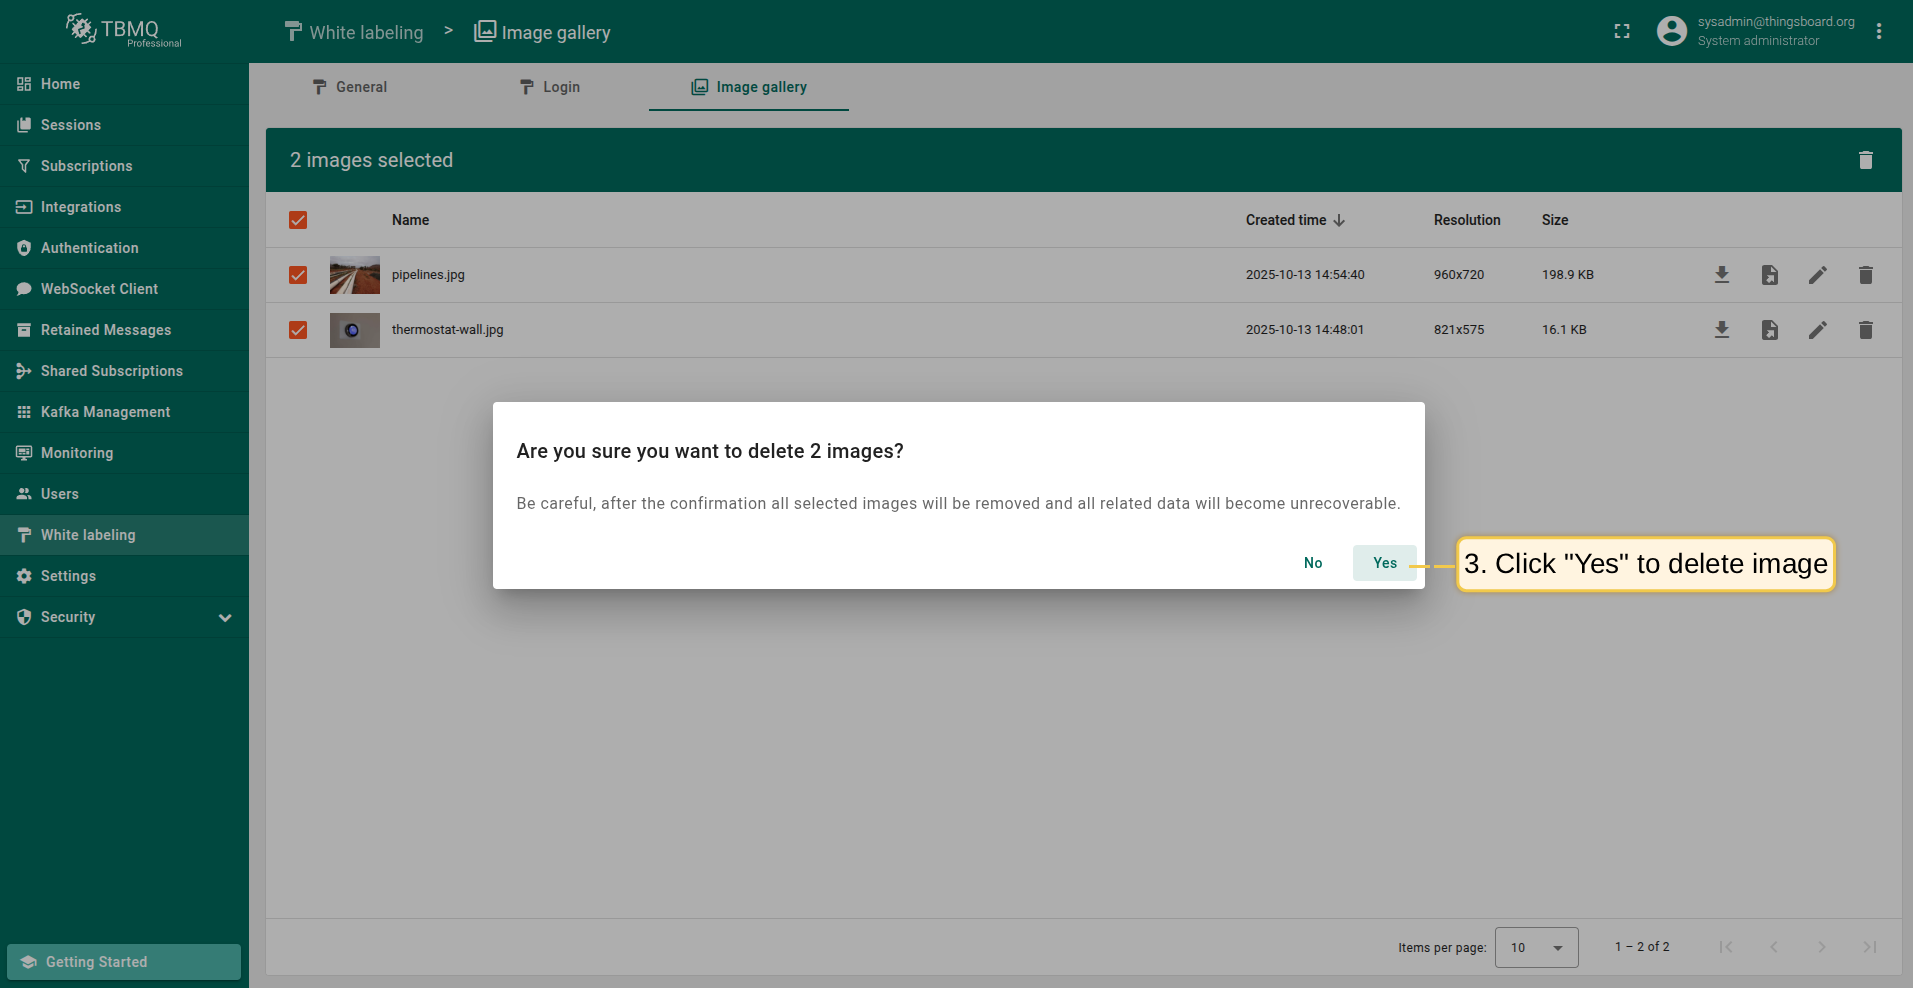 TBMQ
Professional
White labeling > Image gallery
sysadmin@thingsboard.org
System administrator
Home
Sessions
Subscriptions
Integrations
Authentication
WebSocket Client
Retained Messages
Shared Subscriptions
Kafka Management
Monitoring
Users
White labeling
Settings
Security
Getting Started
General
Login
Image gallery
2 images selected
Name Created time Resolution Size
pipelines.jpg 2025-10-13 14:54:40 960x720 198.9 KB
thermostat-wall.jpg 2025-10-13 14:48:01 821x575 16.1 KB
Are you sure you want to delete 2 images?
Be careful, after the confirmation all selected images will be removed and all related data will become unrecoverable.
No Yes
3. Click "Yes" to delete image
Items per page: 10 1 – 2 of 2